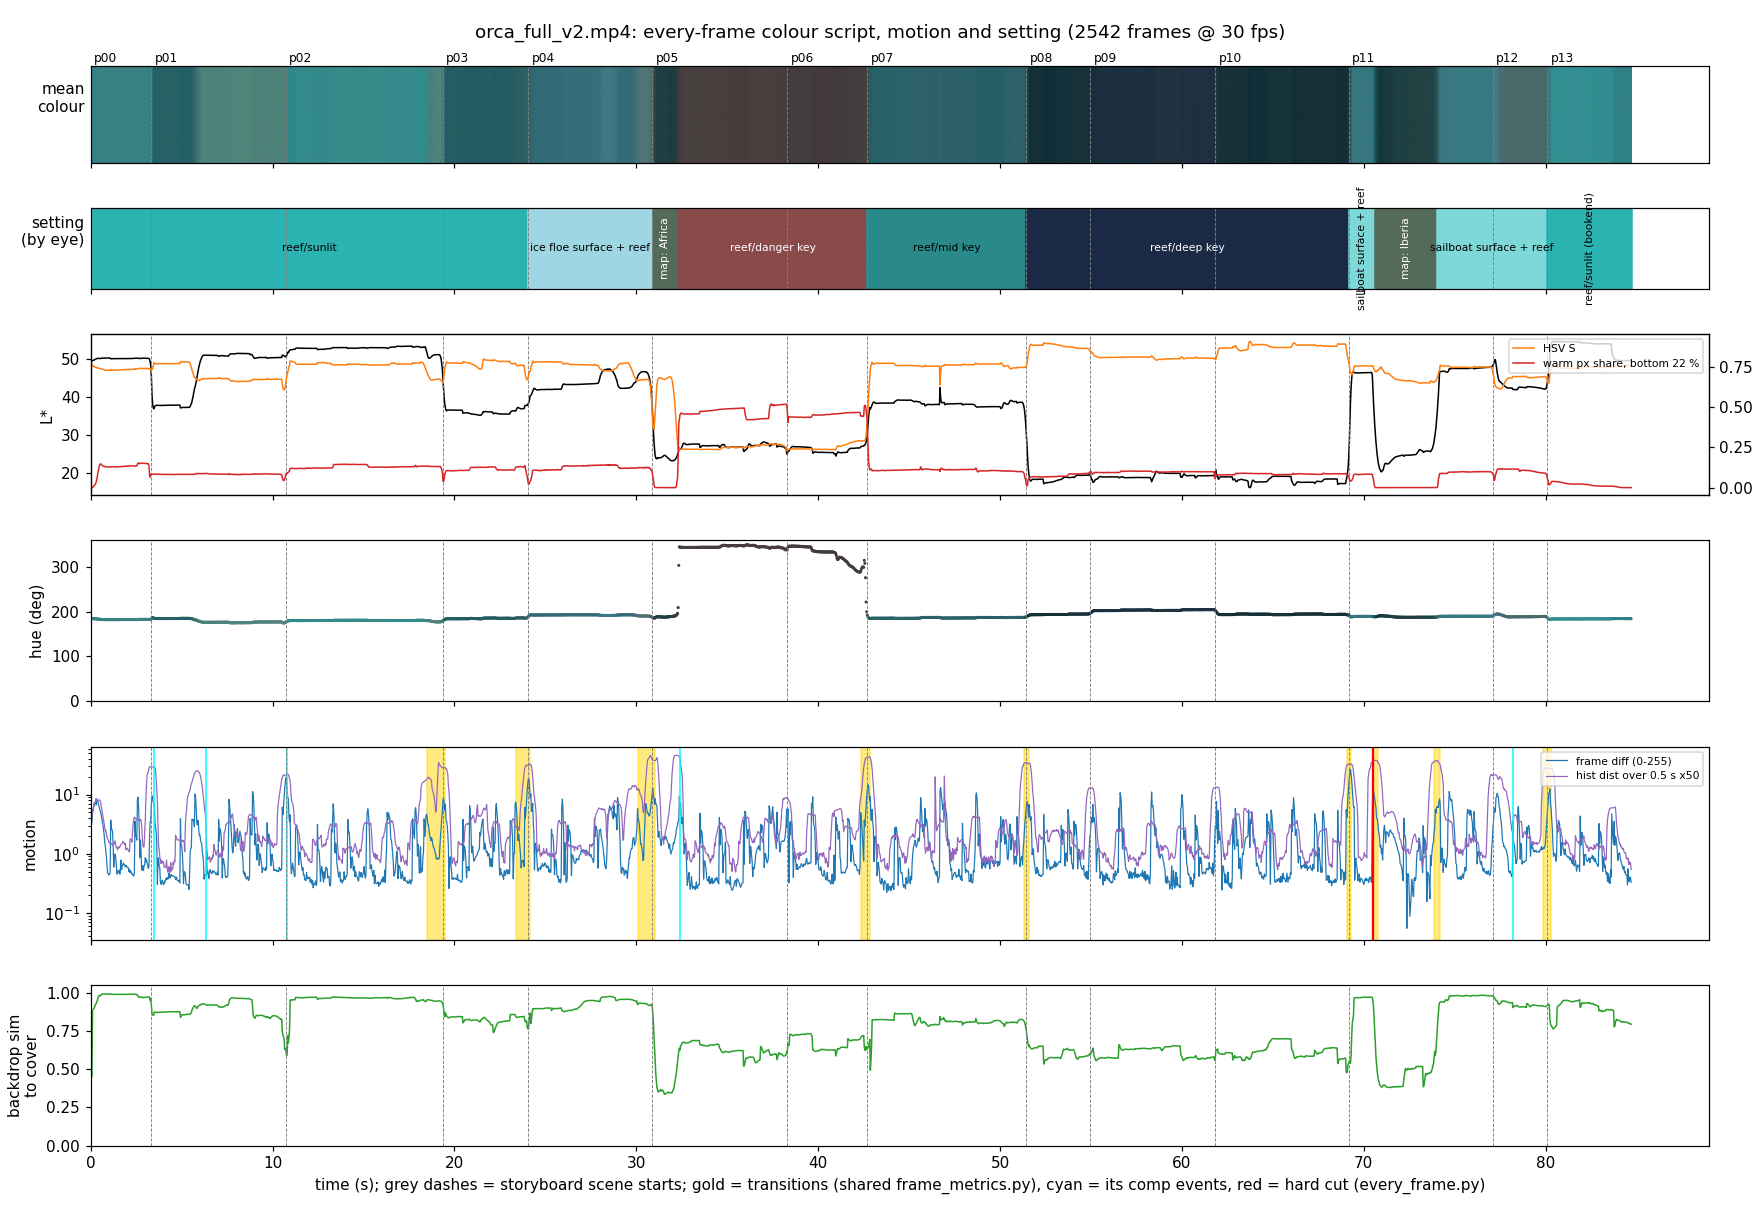 orca_full_v2.mp4: every-frame colour script, motion and setting (2542 frames @ 30 fps)
p00 p01 p02 p03 p04 p05 p06 p07 p08 p09 p10 p11 p12 p13
mean
colour
setting
(by eye)
reef/sunlit
ice floe surface + reef
map: Africa
reef/danger key
reef/mid key
reef/deep key
sailboat surface + reef
map: Iberia
sailboat surface + reef
reef/sunlit (bookend)
L*
50
40
30
20
HSV S
warm px share, bottom 22 %
0.75
0.50
0.25
0.00
hue (deg)
300
200
100
0
motion
10¹
10⁰
10⁻¹
frame diff (0-255)
hist dist over 0.5 s x50
backdrop sim
to cover
1.00
0.75
0.50
0.25
0.00
0 10 20 30 40 50 60 70 80
time (s); grey dashes = storyboard scene starts; gold = transitions (shared frame_metrics.py), cyan = its comp events, red = hard cut (every_frame.py)